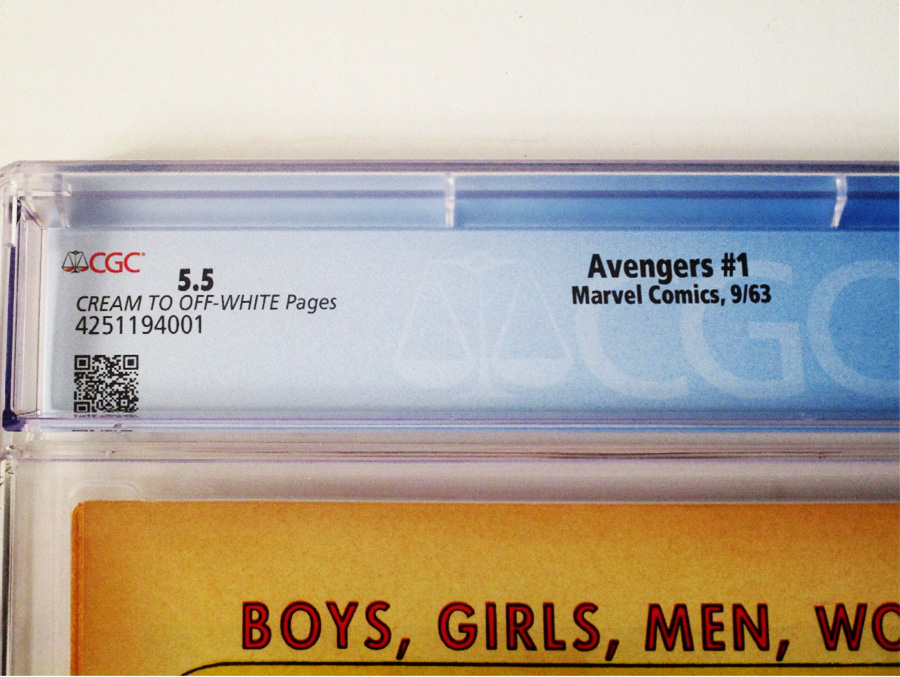 CGC
5.5
CREAM TO OFF-WHITE Pages
4251194001
Avengers #1
Marvel Comics, 9/63
CGC
BOYS, GIRLS, MEN, WO